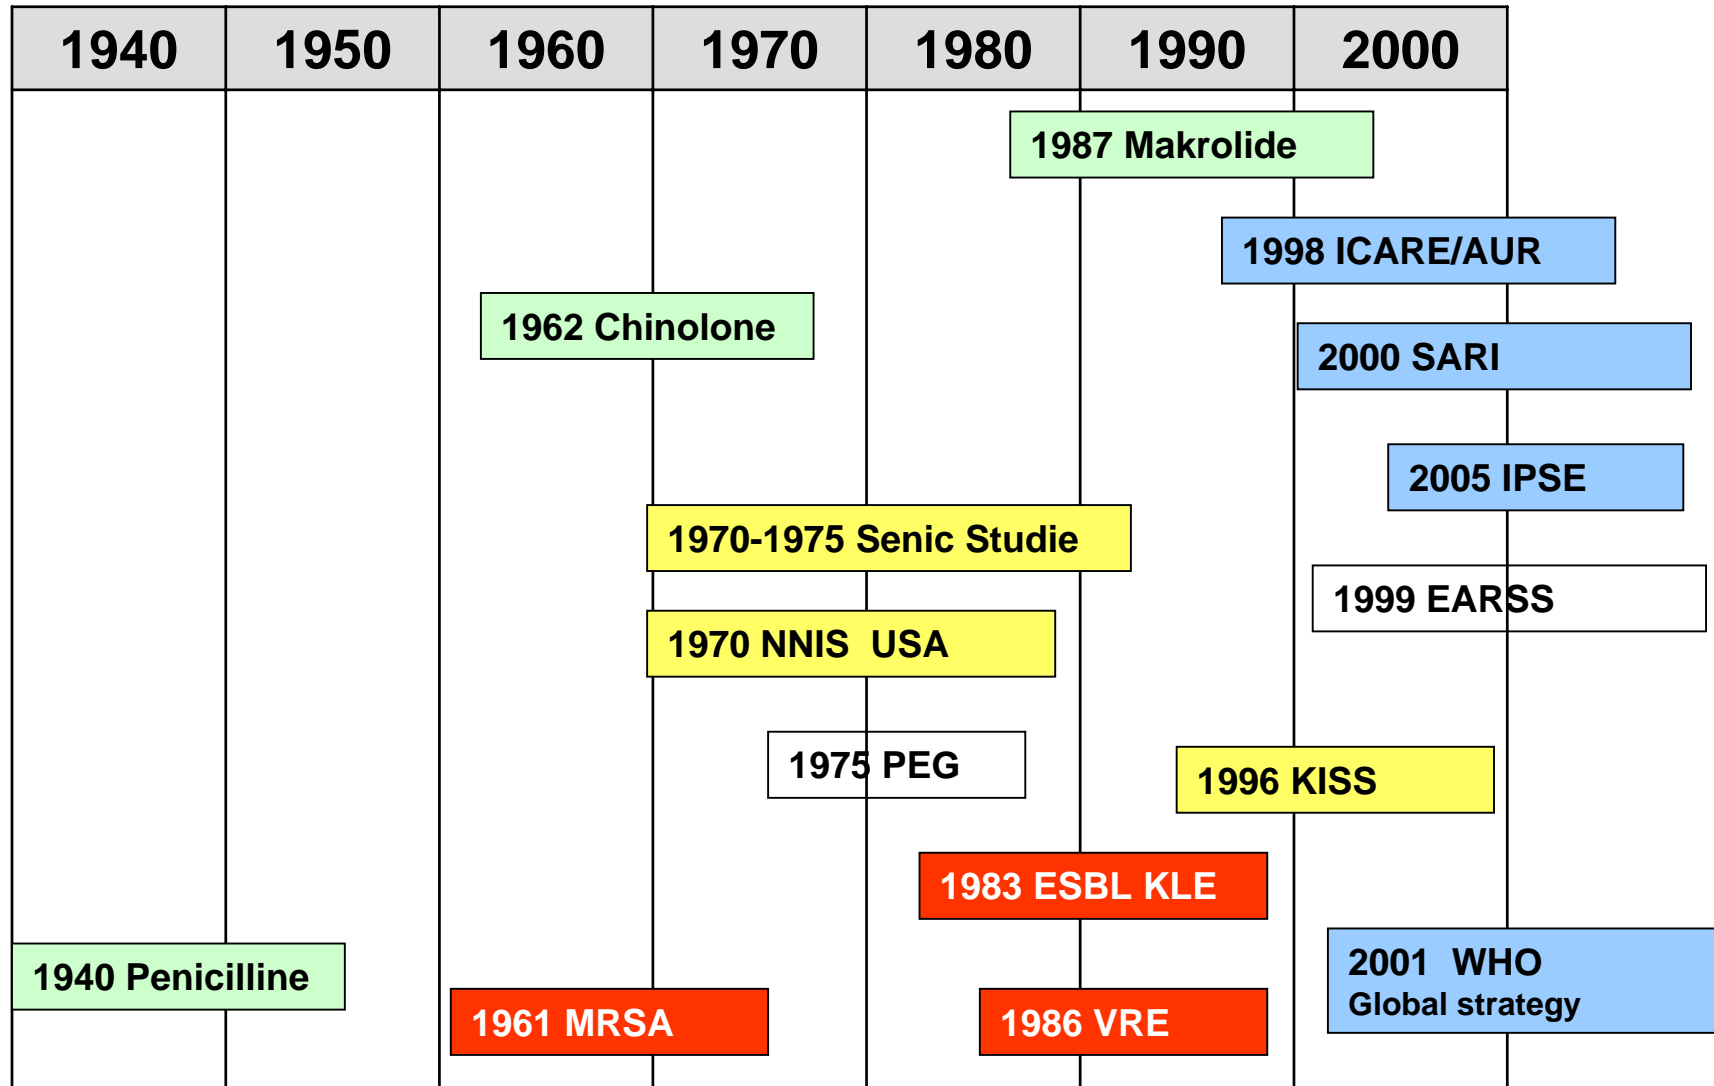 1940 1950 1960 1970 1980 1990 2000
1987 Makrolide
1998 ICARE/AUR
1962 Chinolone
2000 SARI
2005 IPSE
1970-1975 Senic Studie
1999 EARSS
1970 NNIS  USA
1975 PEG
1996 KISS
1983 ESBL KLE
1940 Penicilline
2001  WHO
Global strategy
1961 MRSA
1986 VRE